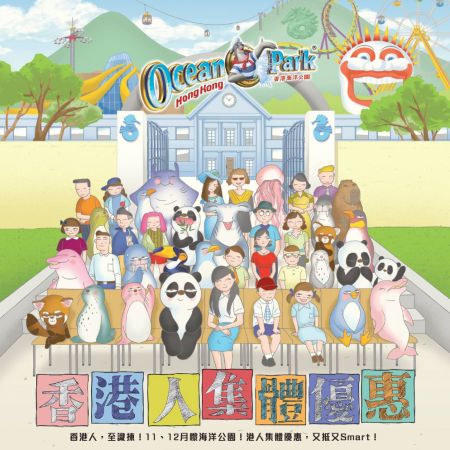 Ocean Park
Hong Kong
香港海洋公園
香港人集體優惠
香港人，至識揀！11、12月嚟海洋公園！港人集體優惠，又抵又Smart！